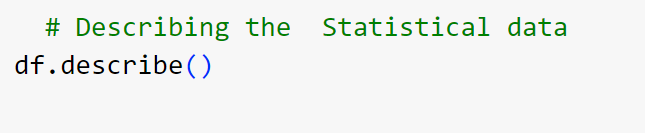 # Describing the  Statistical data
df.describe()